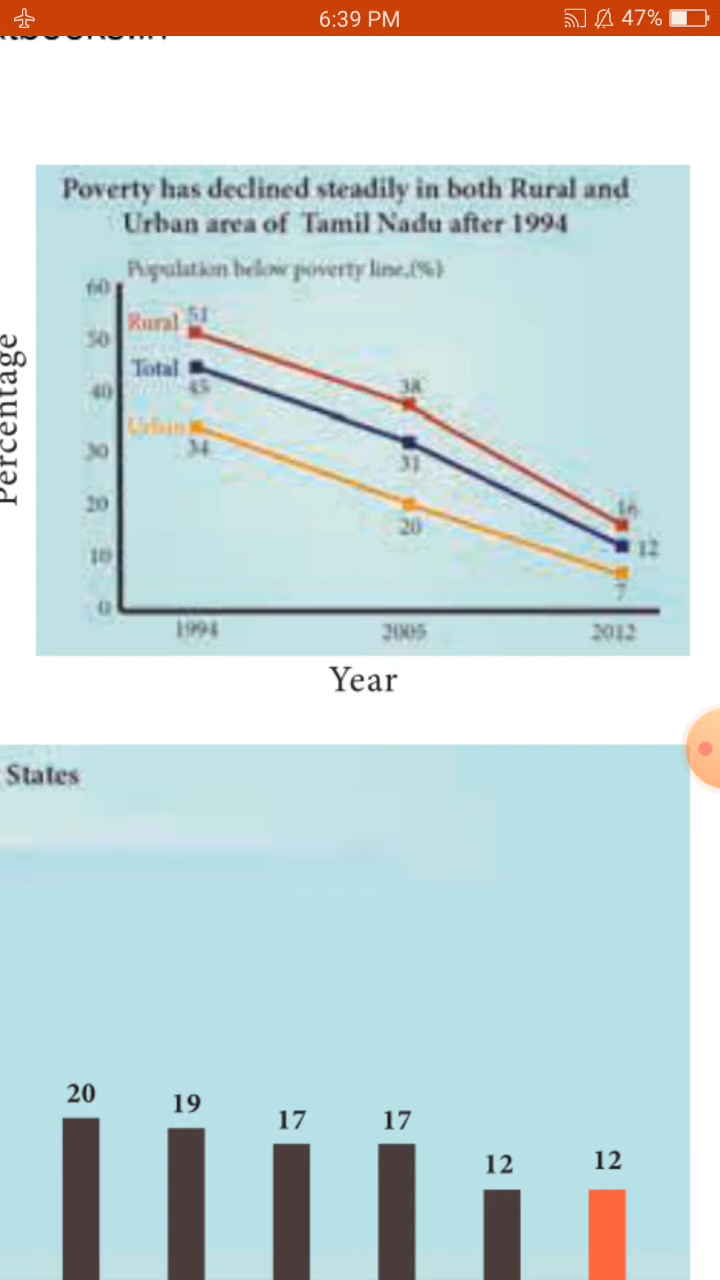 6:39 PM
47%
Poverty has declined steadily in both Rural and
Urban area of Tamil Nadu after 1994
Population below poverty line,(%)
Percentage
60
50
40
30
20
10
0
Rural 51
Total
45
Urban
34
38
31
20
16
12
7
1994 2005 2012
Year
States
20 19 17 17 12 12